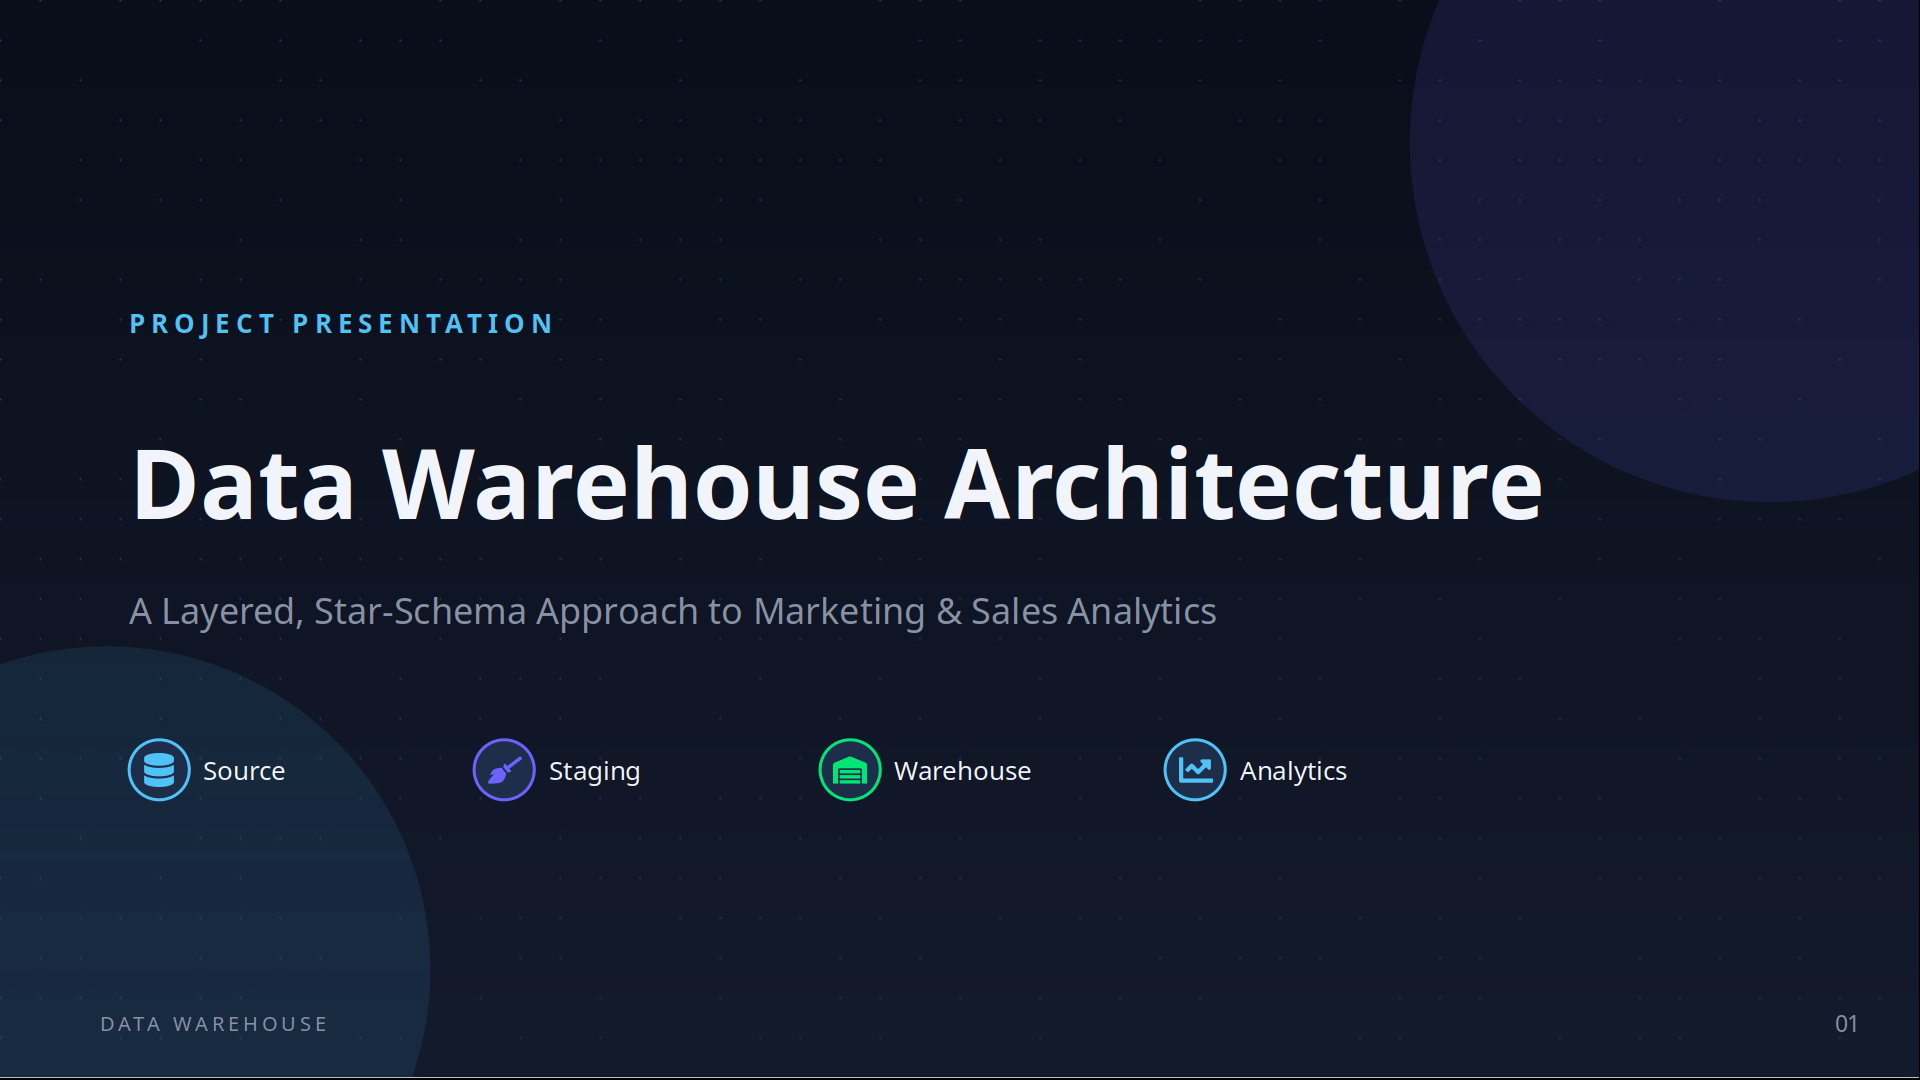 PROJECT PRESENTATION
Data Warehouse Architecture
A Layered, Star-Schema Approach to Marketing & Sales Analytics
Source
Staging
Warehouse
Analytics
DATA WAREHOUSE
01